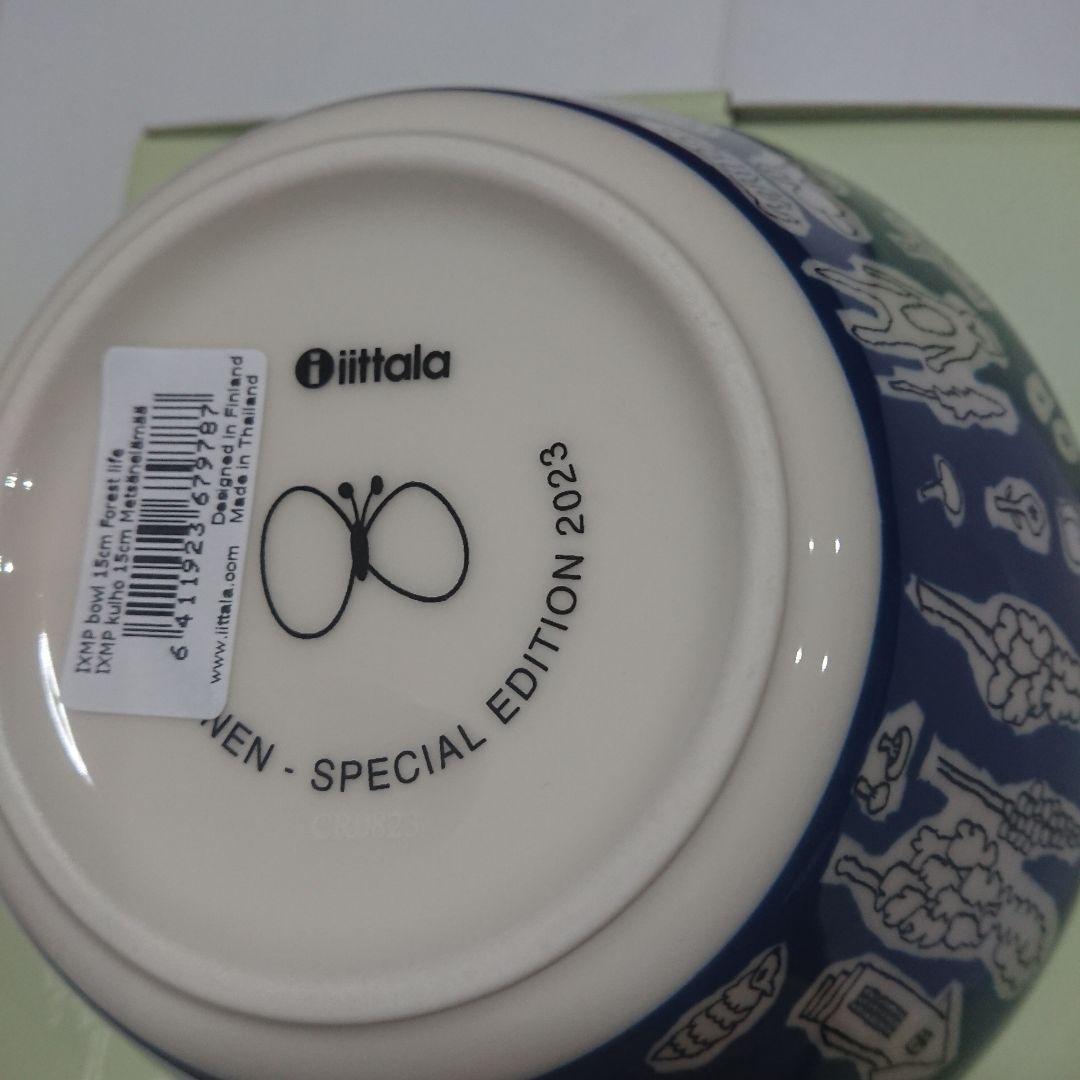 iittala
NEN - SPECIAL EDITION 2023
IXMP bowl 15cm Forest life
IXMP kulho 15cm Metsänelämää
6 411923 679787
Designed in Finland
www.iittala.com Made in Thailand